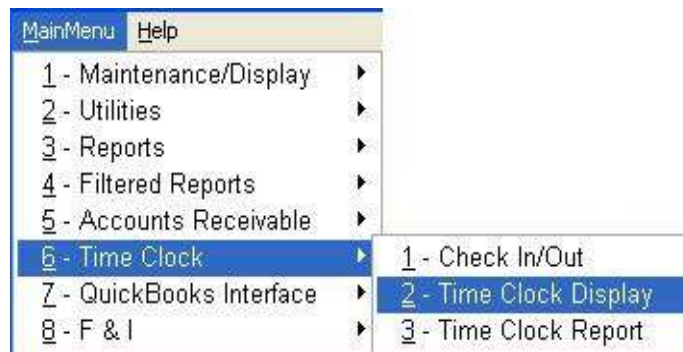 MainMenu Help
1 - Maintenance/Display
2 - Utilities
3 - Reports
4 - Filtered Reports
5 - Accounts Receivable
6 - Time Clock
1 - Check In/Out
7 - QuickBooks Interface
2 - Time Clock Display
8 - F & I
3 - Time Clock Report